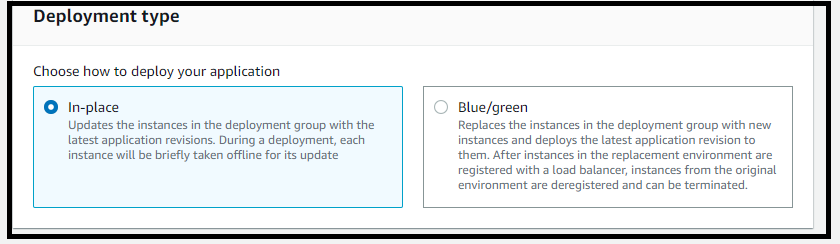 Deployment type
Choose how to deploy your application
In-place
Updates the instances in the deployment group with the
latest application revisions. During a deployment, each
instance will be briefly taken offline for its update
Blue/green
Replaces the instances in the deployment group with new
instances and deploys the latest application revision to
them. After instances in the replacement environment are
registered with a load balancer, instances from the original
environment are deregistered and can be terminated.